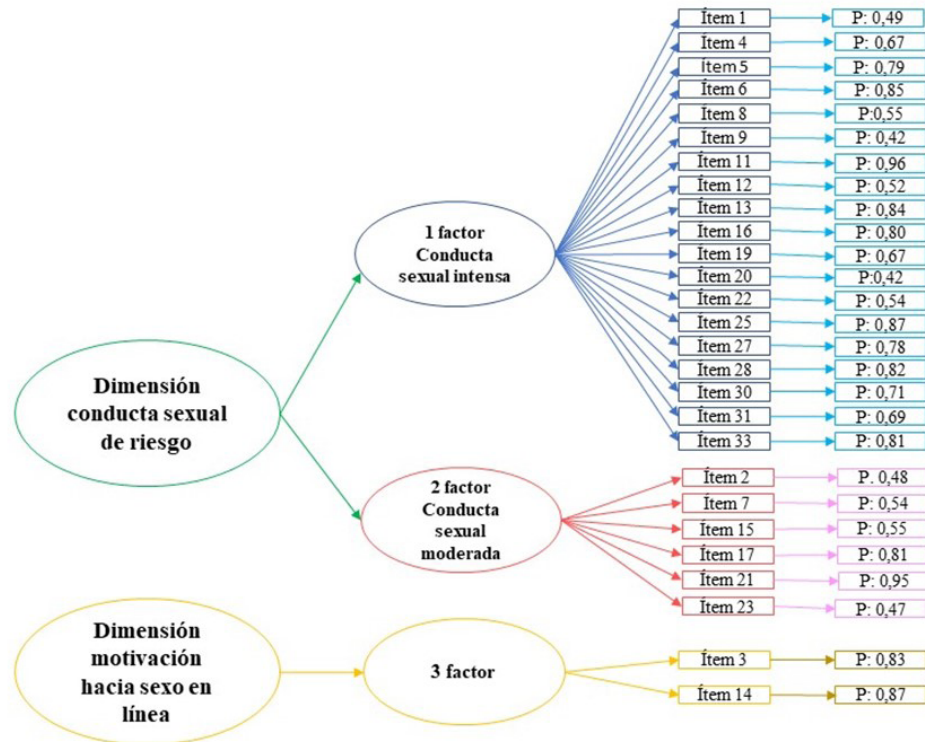 Dimensión
conducta sexual
de riesgo
1 factor
Conducta
sexual intensa
Ítem 1 P: 0,49
Ítem 4 P: 0,67
Ítem 5 P: 0,79
Ítem 6 P: 0,85
Ítem 8 P:0,55
Ítem 9 P: 0,42
Ítem 11 P: 0,96
Ítem 12 P: 0,52
Ítem 13 P: 0,84
Ítem 16 P: 0,80
Ítem 19 P: 0,67
Ítem 20 P:0,42
Ítem 22 P: 0,54
Ítem 25 P: 0,87
Ítem 27 P: 0,78
Ítem 28 P: 0,82
Ítem 30 P: 0,71
Ítem 31 P: 0,69
Ítem 33 P: 0,81
2 factor
Conducta
sexual
moderada
Ítem 2 P. 0,48
Ítem 7 P: 0,54
Ítem 15 P: 0,55
Ítem 17 P: 0,81
Ítem 21 P: 0,95
Ítem 23 P: 0,47
Dimensión
motivación
hacia sexo en
línea
3 factor
Ítem 3 P: 0,83
Ítem 14 P: 0,87